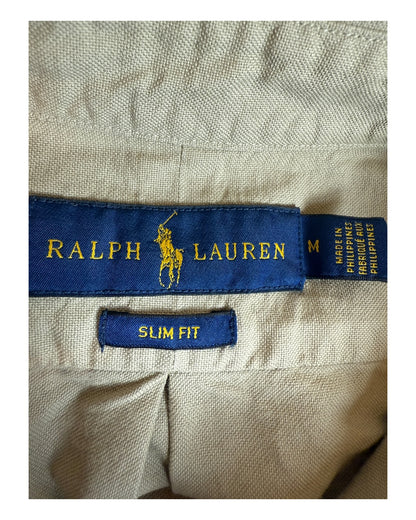 RALPH LAUREN
M
MADE IN
PHILIPPINES
FABRIQUÉ AUX
PHILIPPINES
SLIM FIT